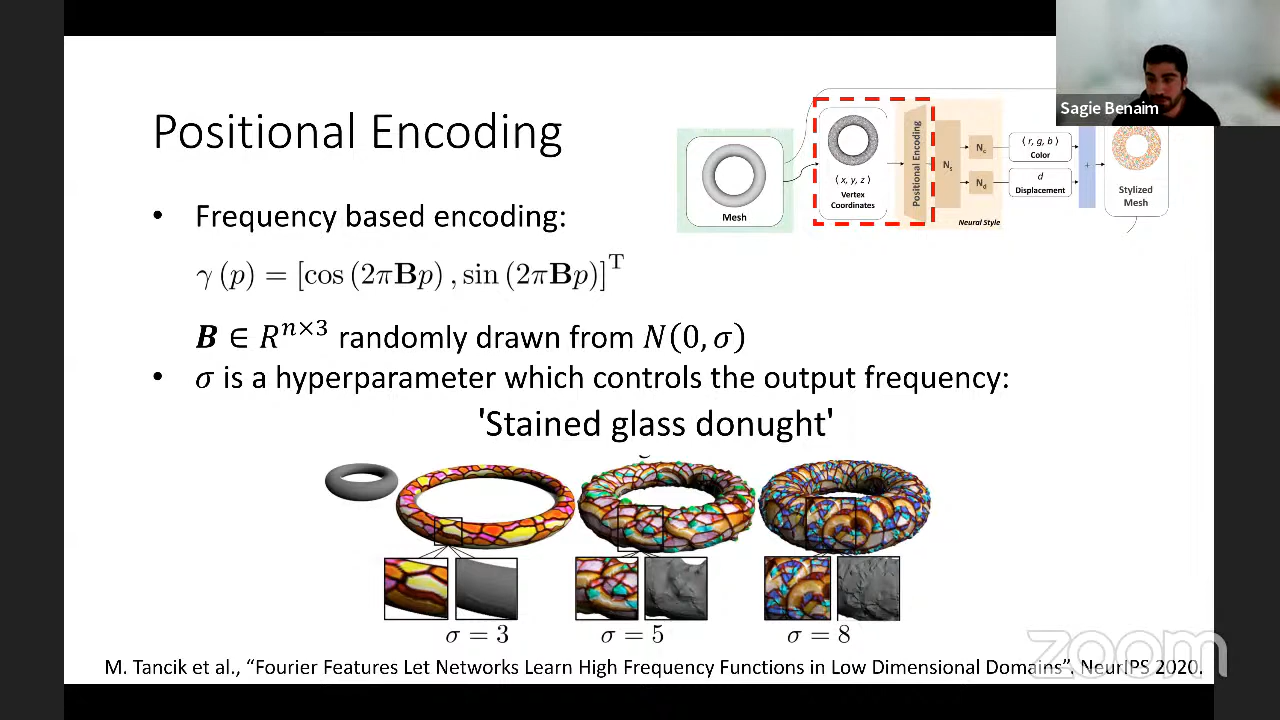 Sagie Benaim
Positional Encoding
Mesh
( x, y, z )
Vertex
Coordinates
Positional Encoding
Nₛ
N꜀
N_d
Neural Style
( r, g, b )
Color
d
Displacement
+
Stylized
Mesh
• Frequency based encoding:
γ (p) = [cos (2πBp) , sin (2πBp)]ᵀ
B ∈ Rⁿˣ³ randomly drawn from N(0, σ)
• σ is a hyperparameter which controls the output frequency:
'Stained glass donught'
σ = 3
σ = 5
σ = 8
zoom
M. Tancik et al., “Fourier Features Let Networks Learn High Frequency Functions in Low Dimensional Domains”, NeurIPS 2020.